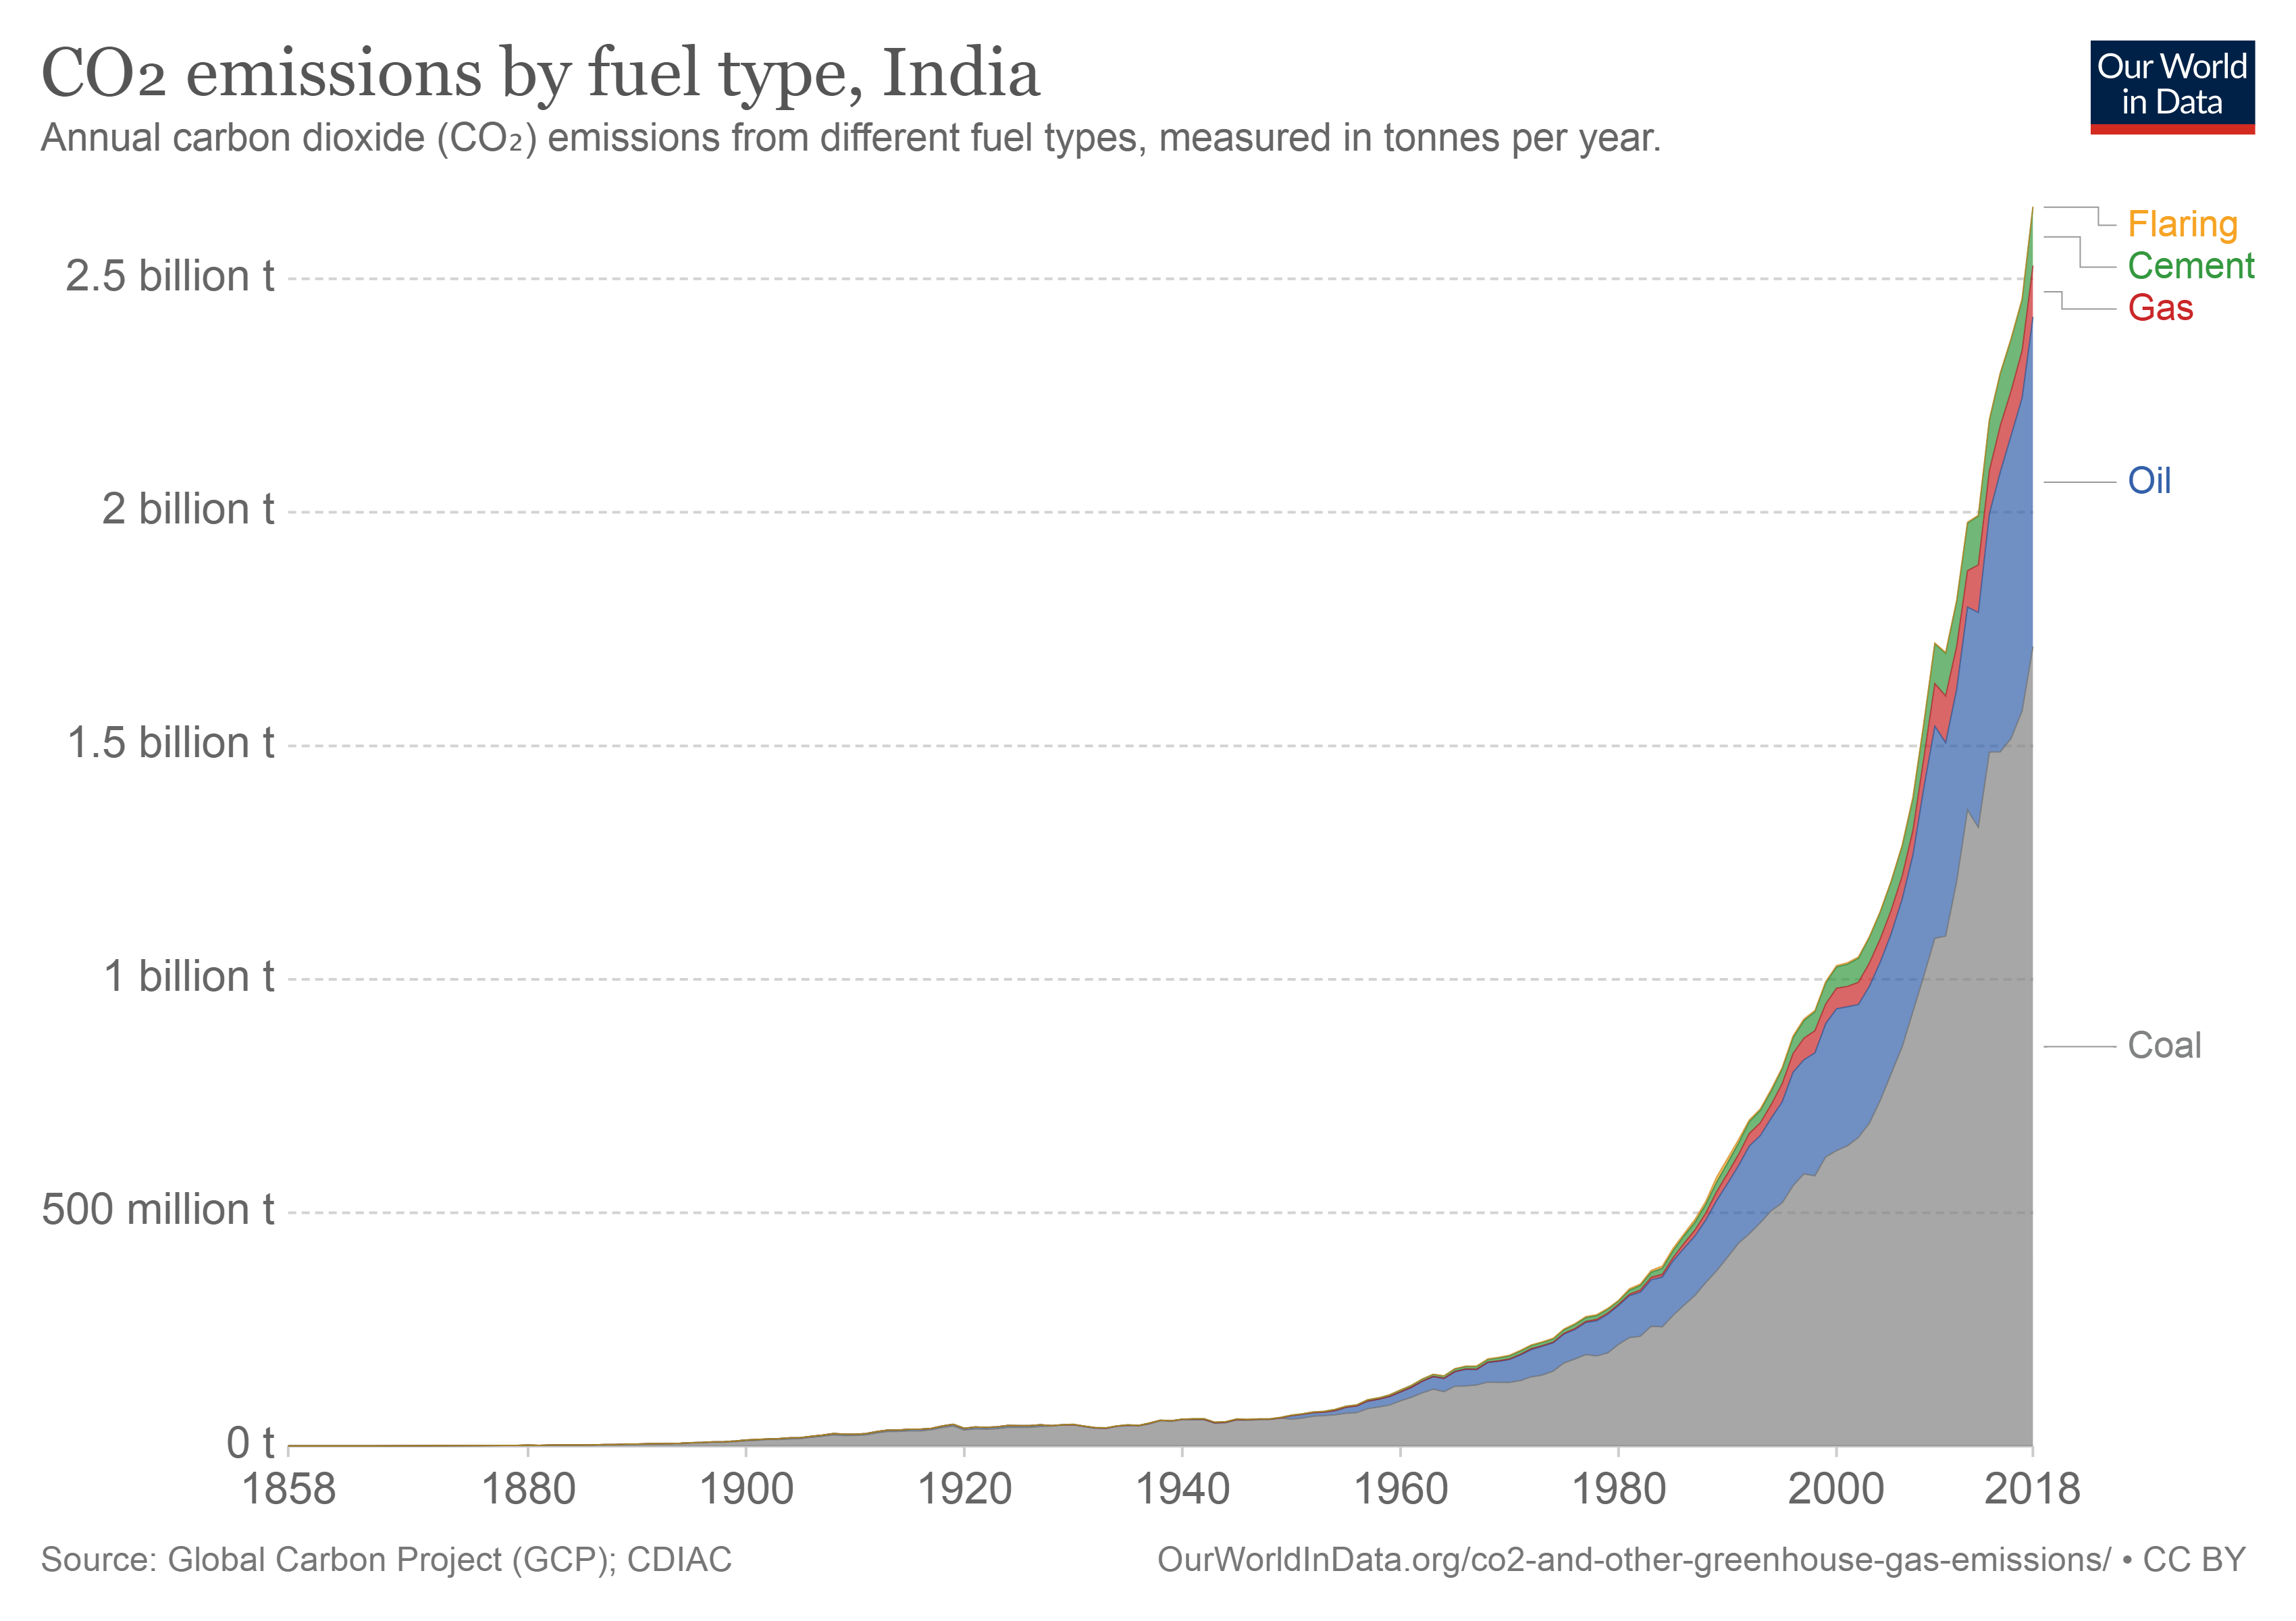 CO₂ emissions by fuel type, India
Annual carbon dioxide (CO₂) emissions from different fuel types, measured in tonnes per year.
Our World
in Data
Flaring
Cement
Gas
Oil
Coal
2.5 billion t
2 billion t
1.5 billion t
1 billion t
500 million t
0 t
1858 1880 1900 1920 1940 1960 1980 2000 2018
Source: Global Carbon Project (GCP); CDIAC
OurWorldInData.org/co2-and-other-greenhouse-gas-emissions/ • CC BY